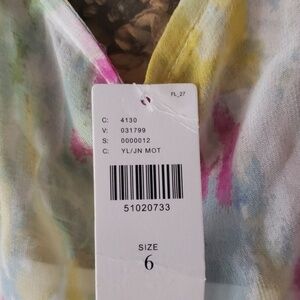 FL_27
C: 4130
V: 031799
S: 0000012
C: YL/JN MOT
51020733
SIZE
6